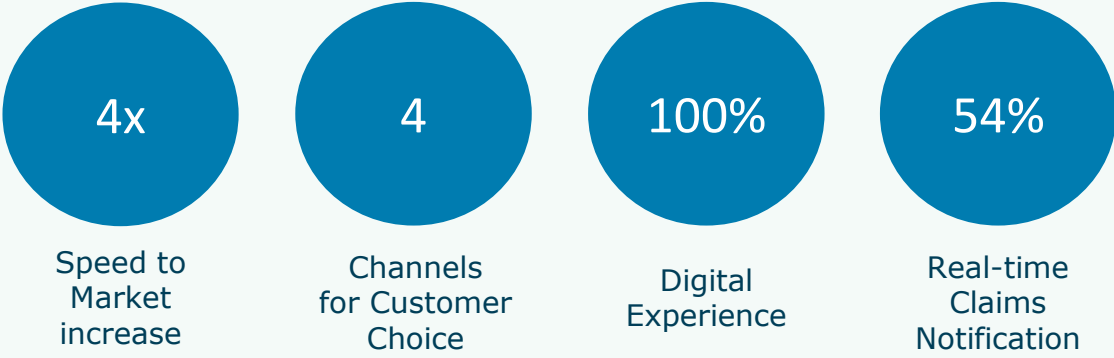 4x
4
100%
54%
Speed to
Market
increase
Channels
for Customer
Choice
Digital
Experience
Real-time
Claims
Notification